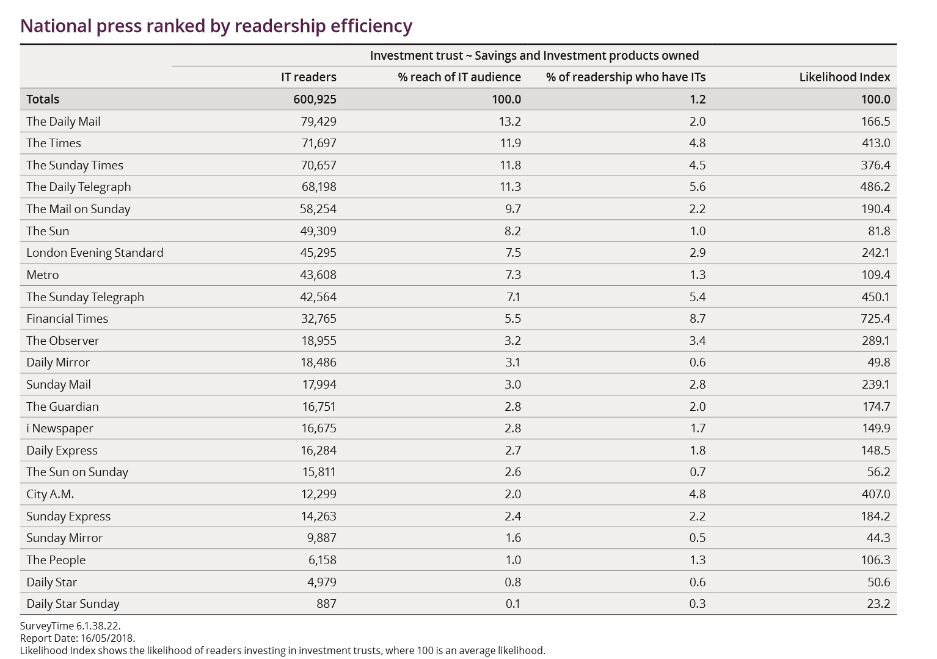 National press ranked by readership efficiency
Investment trust ~ Savings and Investment products owned
IT readers % reach of IT audience % of readership who have ITs Likelihood Index
Totals 600,925 100.0 1.2 100.0
The Daily Mail 79,429 13.2 2.0 166.5
The Times 71,697 11.9 4.8 413.0
The Sunday Times 70,657 11.8 4.5 376.4
The Daily Telegraph 68,198 11.3 5.6 486.2
The Mail on Sunday 58,254 9.7 2.2 190.4
The Sun 49,309 8.2 1.0 81.8
London Evening Standard 45,295 7.5 2.9 242.1
Metro 43,608 7.3 1.3 109.4
The Sunday Telegraph 42,564 7.1 5.4 450.1
Financial Times 32,765 5.5 8.7 725.4
The Observer 18,955 3.2 3.4 289.1
Daily Mirror 18,486 3.1 0.6 49.8
Sunday Mail 17,994 3.0 2.8 239.1
The Guardian 16,751 2.8 2.0 174.7
i Newspaper 16,675 2.8 1.7 149.9
Daily Express 16,284 2.7 1.8 148.5
The Sun on Sunday 15,811 2.6 0.7 56.2
City A.M. 12,299 2.0 4.8 407.0
Sunday Express 14,263 2.4 2.2 184.2
Sunday Mirror 9,887 1.6 0.5 44.3
The People 6,158 1.0 1.3 106.3
Daily Star 4,979 0.8 0.6 50.6
Daily Star Sunday 887 0.1 0.3 23.2
SurveyTime 6.1.38.22.
Report Date: 16/05/2018.
Likelihood Index shows the likelihood of readers investing in investment trusts, where 100 is an average likelihood.